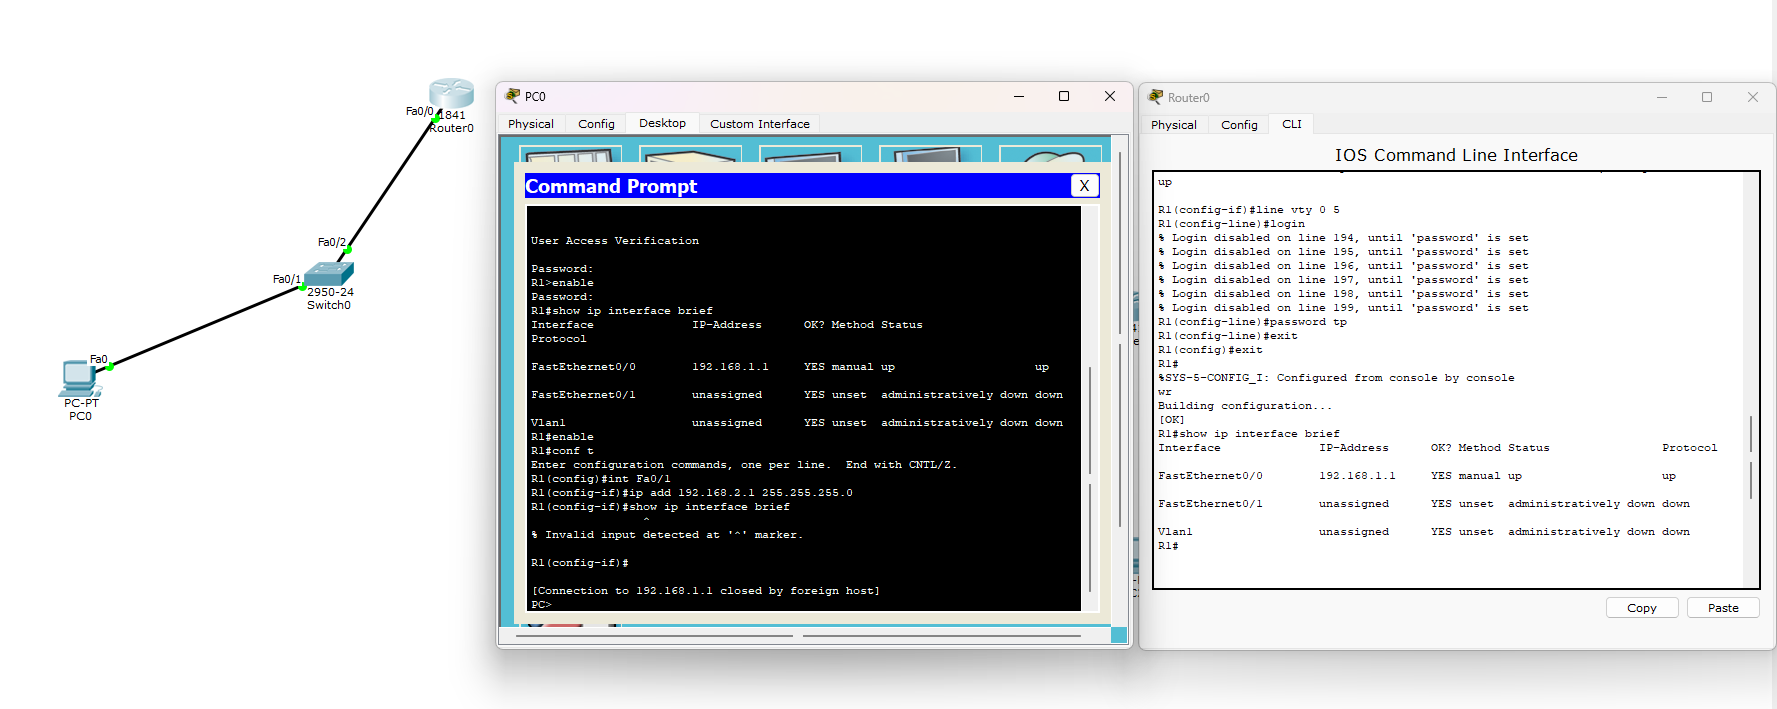 Fa0/0
1841
Router0
Fa0/2
Fa0/1
2950-24
Switch0
Fa0
PC-PT
PC0
PC0
Physical Config Desktop Custom Interface
Command Prompt X
User Access Verification
Password:
R1>enable
Password:
R1#show ip interface brief
Interface IP-Address OK? Method Status
Protocol
FastEthernet0/0 192.168.1.1 YES manual up up
FastEthernet0/1 unassigned YES unset administratively down down
Vlan1 unassigned YES unset administratively down down
R1#enable
R1#conf t
Enter configuration commands, one per line. End with CNTL/Z.
R1(config)#int Fa0/1
R1(config-if)#ip add 192.168.2.1 255.255.255.0
R1(config-if)#show ip interface brief
^
% Invalid input detected at '^' marker.
R1(config-if)#
[Connection to 192.168.1.1 closed by foreign host]
PC>
Router0
Physical Config CLI
IOS Command Line Interface
up
R1(config-if)#line vty 0 5
R1(config-line)#login
% Login disabled on line 194, until 'password' is set
% Login disabled on line 195, until 'password' is set
% Login disabled on line 196, until 'password' is set
% Login disabled on line 197, until 'password' is set
% Login disabled on line 198, until 'password' is set
% Login disabled on line 199, until 'password' is set
R1(config-line)#password tp
R1(config-line)#exit
R1(config)#exit
R1#
%SYS-5-CONFIG_I: Configured from console by console
wr
Building configuration...
[OK]
R1#show ip interface brief
Interface IP-Address OK? Method Status Protocol
FastEthernet0/0 192.168.1.1 YES manual up up
FastEthernet0/1 unassigned YES unset administratively down down
Vlan1 unassigned YES unset administratively down down
R1#
Copy Paste